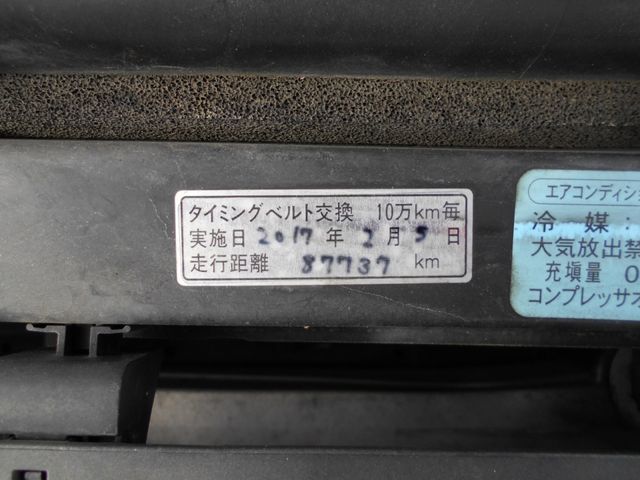 タイミングベルト交換 10万km毎
実施日 2017 年 2 月 5 日
走行距離 87737 km
エアコンディシ
冷 媒:
大気放出禁
充塡量 0
コンプレッサオ